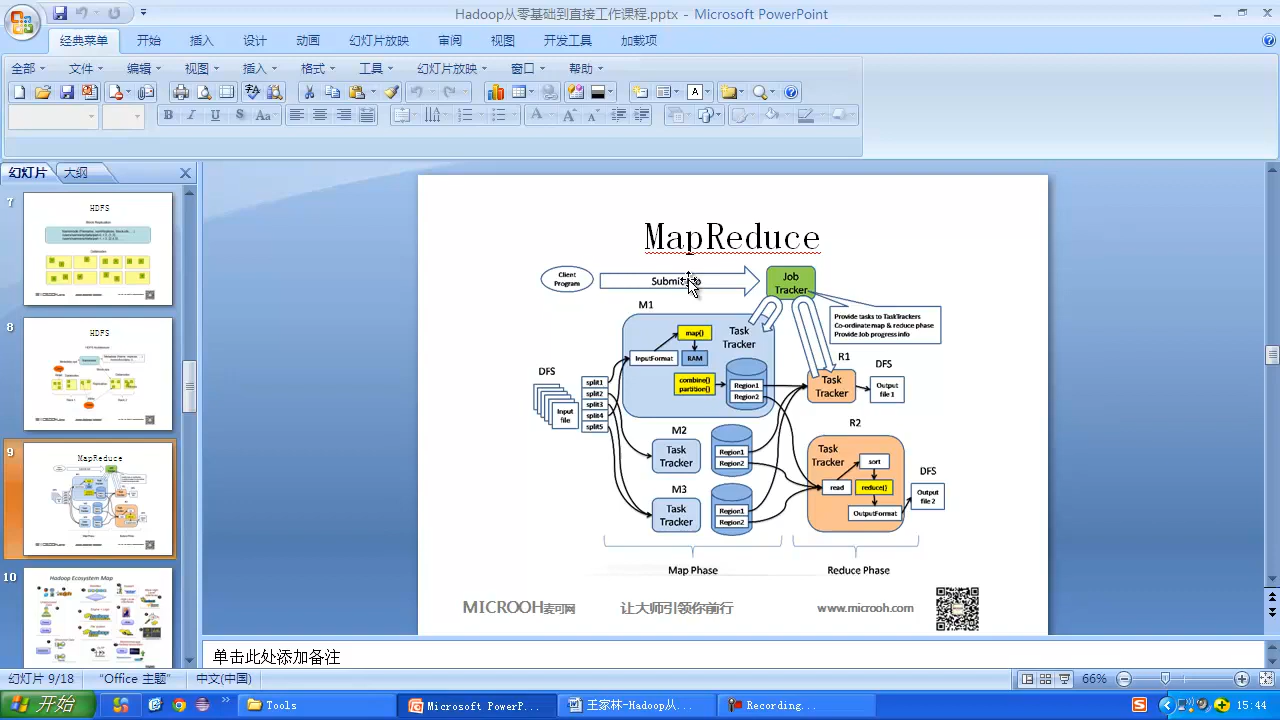 Hadoop从零基础到直接工作课程.pptx - Microsoft PowerPoint
经典菜单 开始 插入 设计 动画 幻灯片放映 审阅 视图 开发工具 加载项
全部 文件 编辑 视图 插入 格式 工具 幻灯片放映 窗口 帮助
幻灯片 大纲
7
HDFS
8
HDFS
9
MapReduce
10
Hadoop Ecosystem Map
MapReduce
Client
Program
Job
Tracker
M1
Provide tasks to TaskTrackers
Co-ordinate map & reduce phase
Provide Job progress info
map()
Task
Tracker
InputFormat
RAM
combine()
partition()
Region1
Region2
DFS
Input
file
split1
split2
split3
split4
split5
R1
Task
Tracker
DFS
Output
file 1
M2
Task
Tracker
Region1
Region2
M3
Task
Tracker
Region1
Region2
R2
Task
Tracker
sort
read
reduce()
OutputFormat
DFS
Output
file 2
Map Phase
Reduce Phase
MICROOH麦可网 让大师引领你前行 www.microoh.com
单击此处添加备注
幻灯片 9/18 "Office 主题" 中文(中国) 66%
开始 Tools Microsoft PowerP... 王家林-Hadoop从... Recording... 15:44